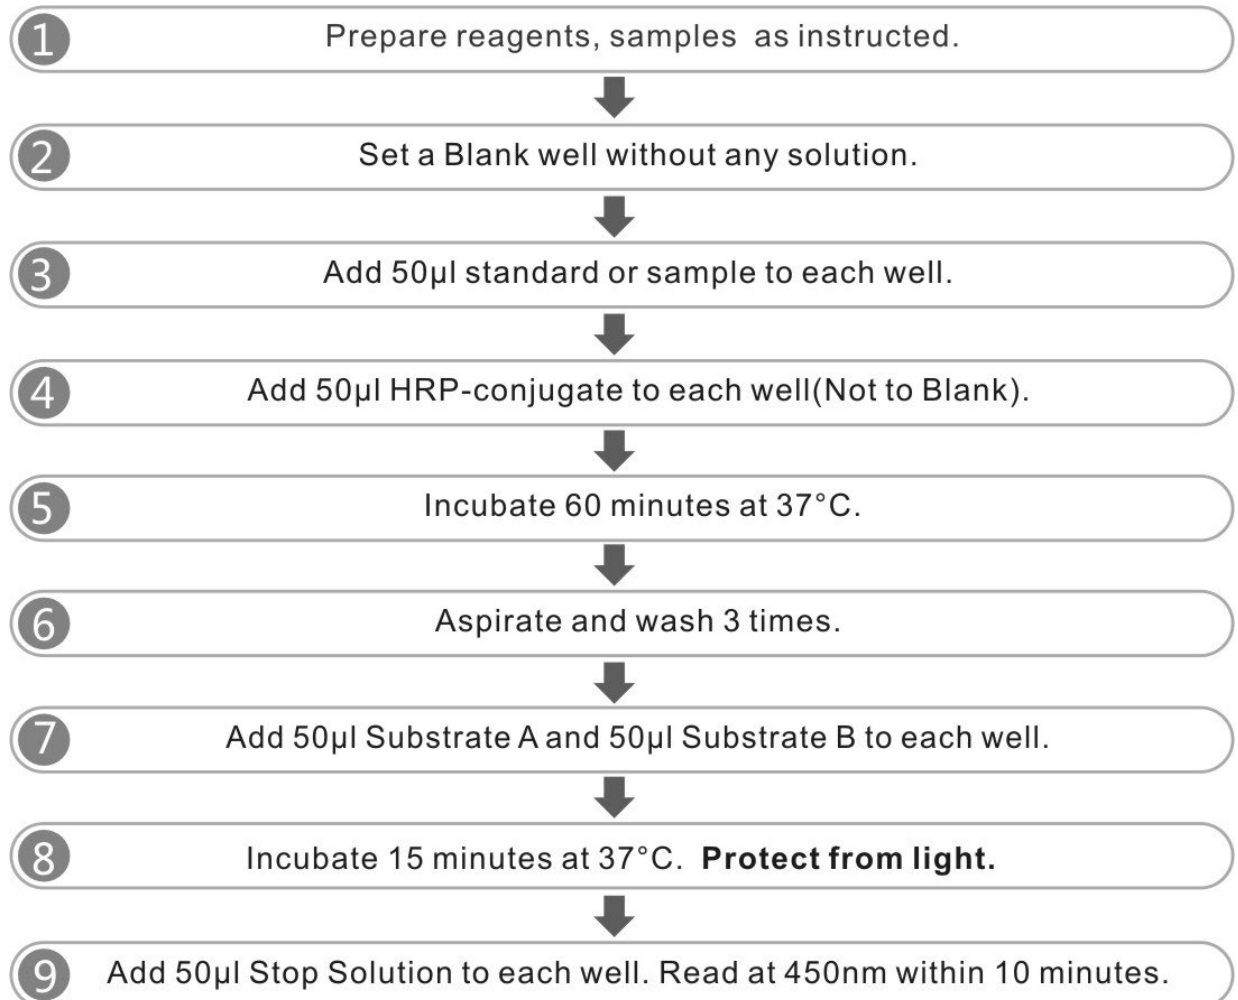 1 Prepare reagents, samples as instructed.
2 Set a Blank well without any solution.
3 Add 50μl standard or sample to each well.
4 Add 50μl HRP-conjugate to each well(Not to Blank).
5 Incubate 60 minutes at 37°C.
6 Aspirate and wash 3 times.
7 Add 50μl Substrate A and 50μl Substrate B to each well.
8 Incubate 15 minutes at 37°C. Protect from light.
9 Add 50μl Stop Solution to each well. Read at 450nm within 10 minutes.